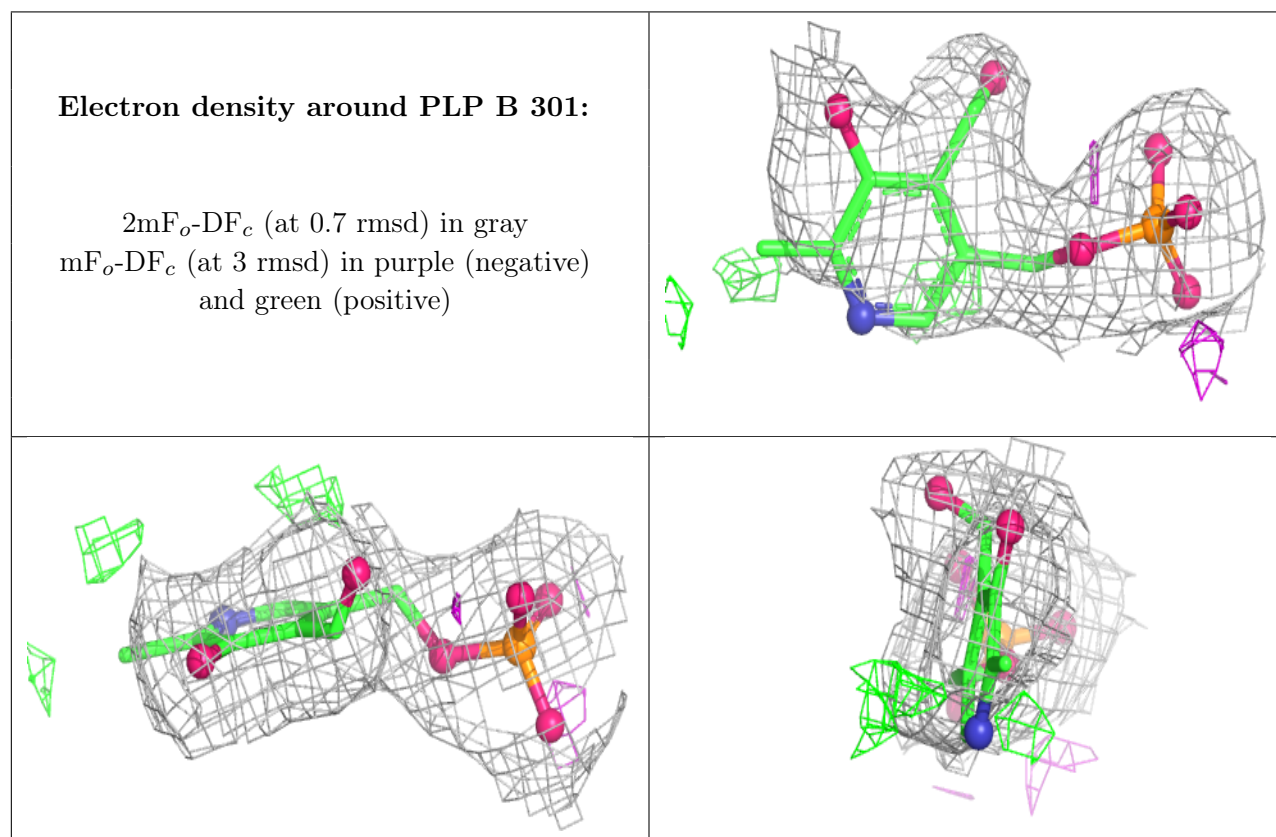 Electron density around PLP B 301:
2mFo-DFc (at 0.7 rmsd) in gray
mFo-DFc (at 3 rmsd) in purple (negative)
and green (positive)